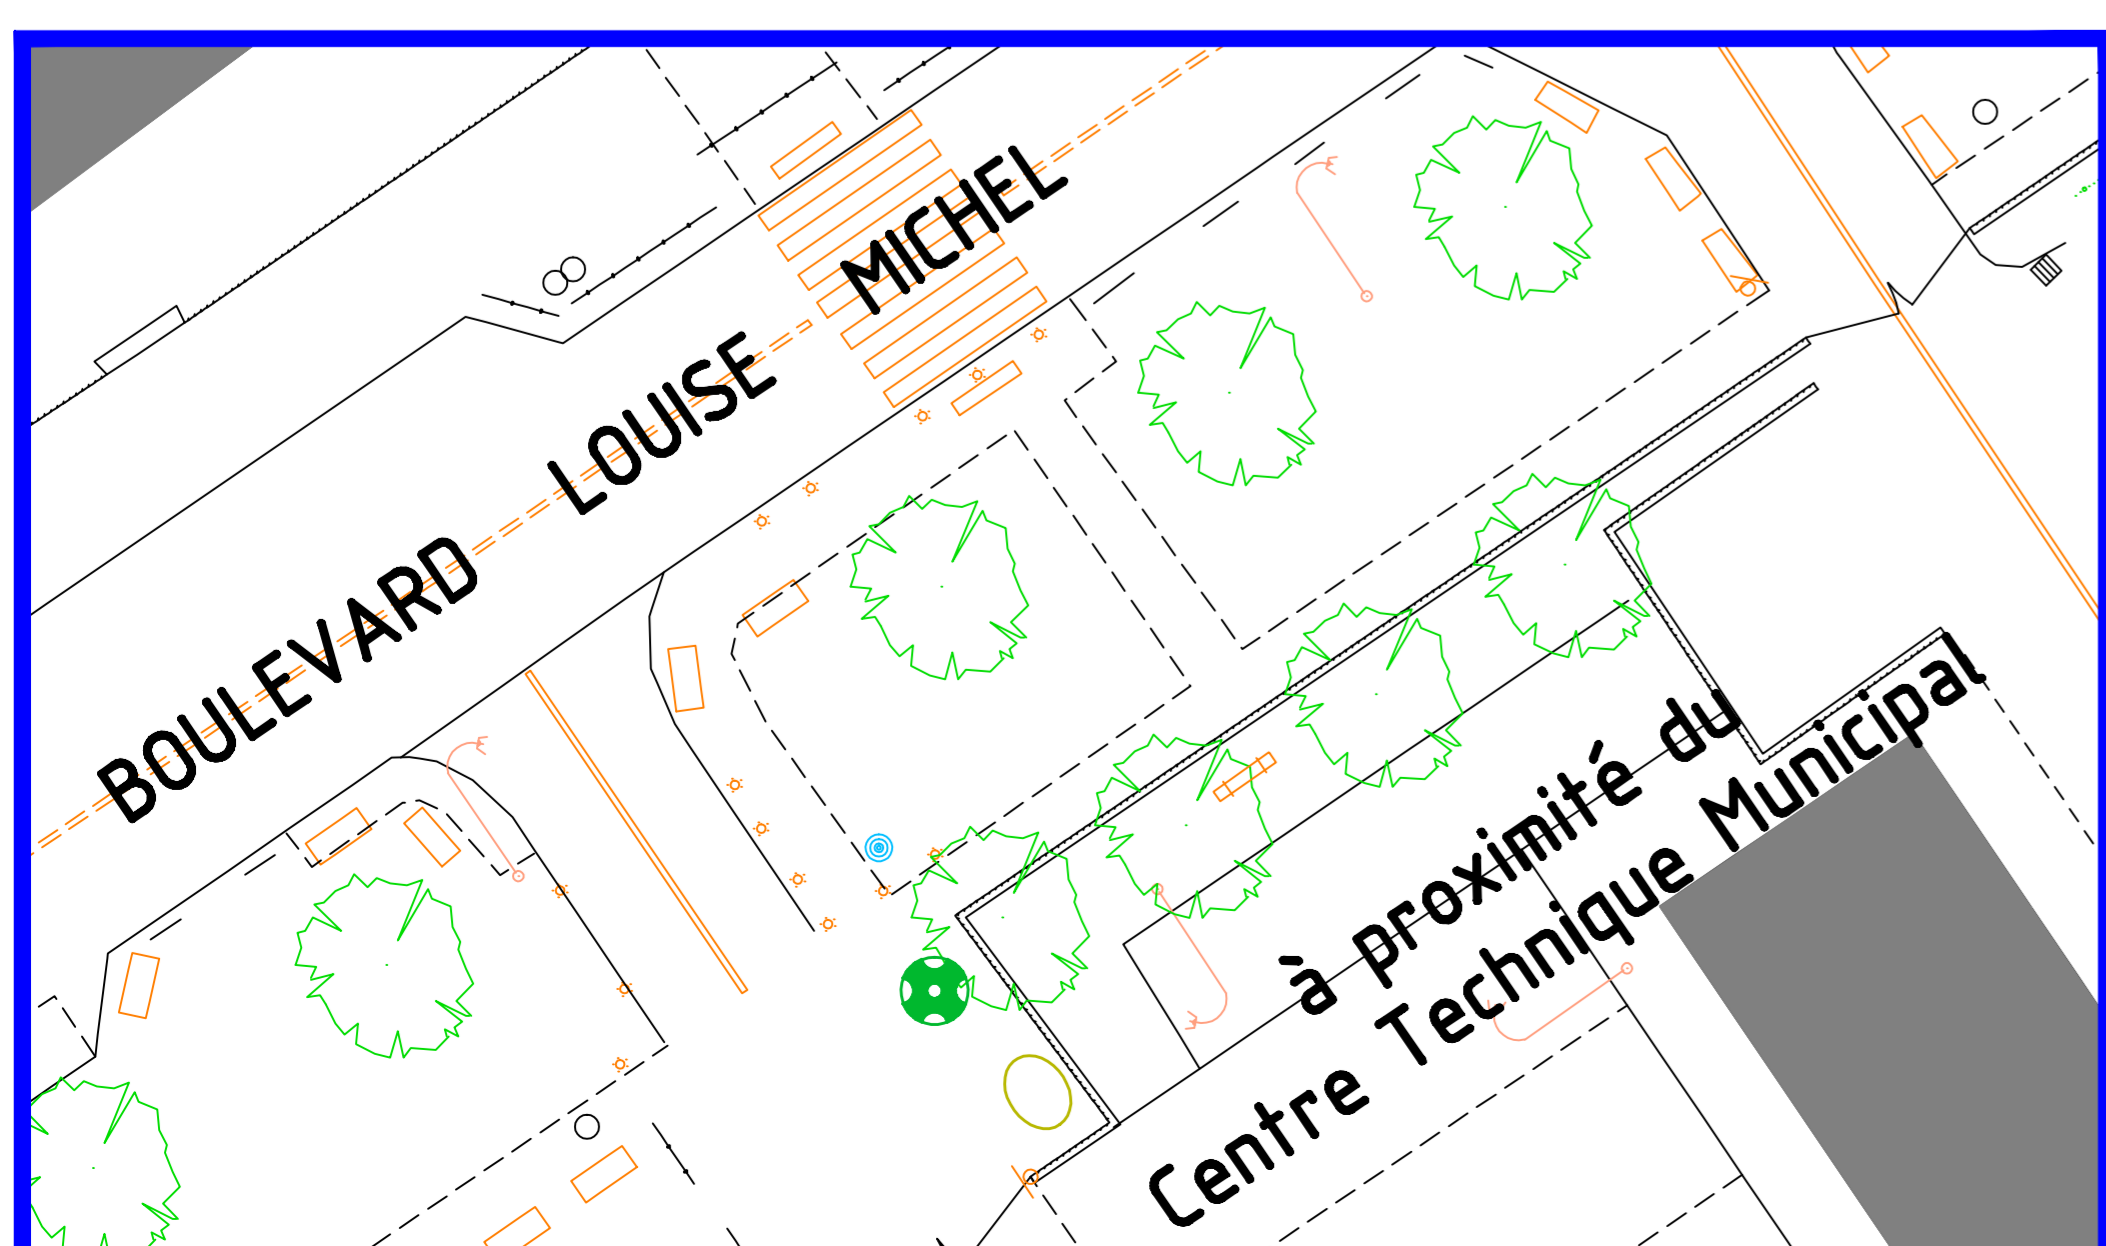 BOULEVARD LOUISE MICHEL
à proximité du
Centre Technique Municipal